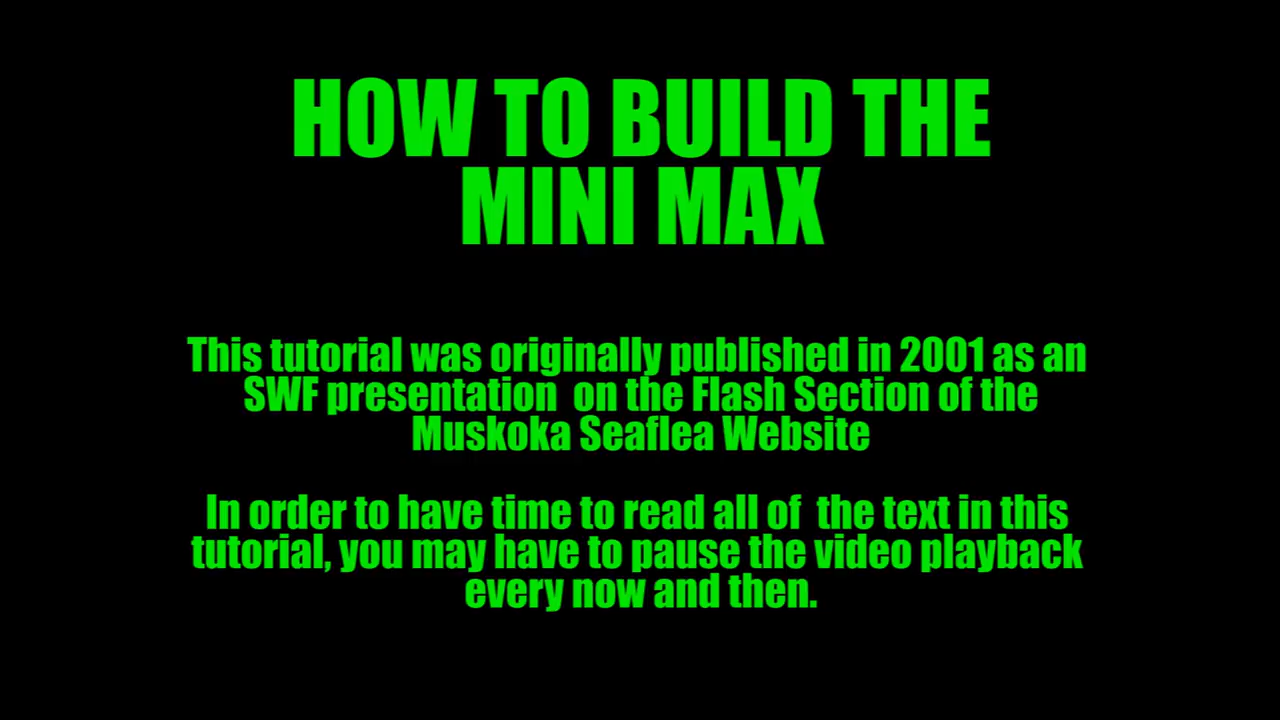 HOW TO BUILD THE
MINI MAX
This tutorial was originally published in 2001 as an
SWF presentation  on the Flash Section of the
Muskoka Seaflea Website
In order to have time to read all of  the text in this
tutorial, you may have to pause the video playback
every now and then.